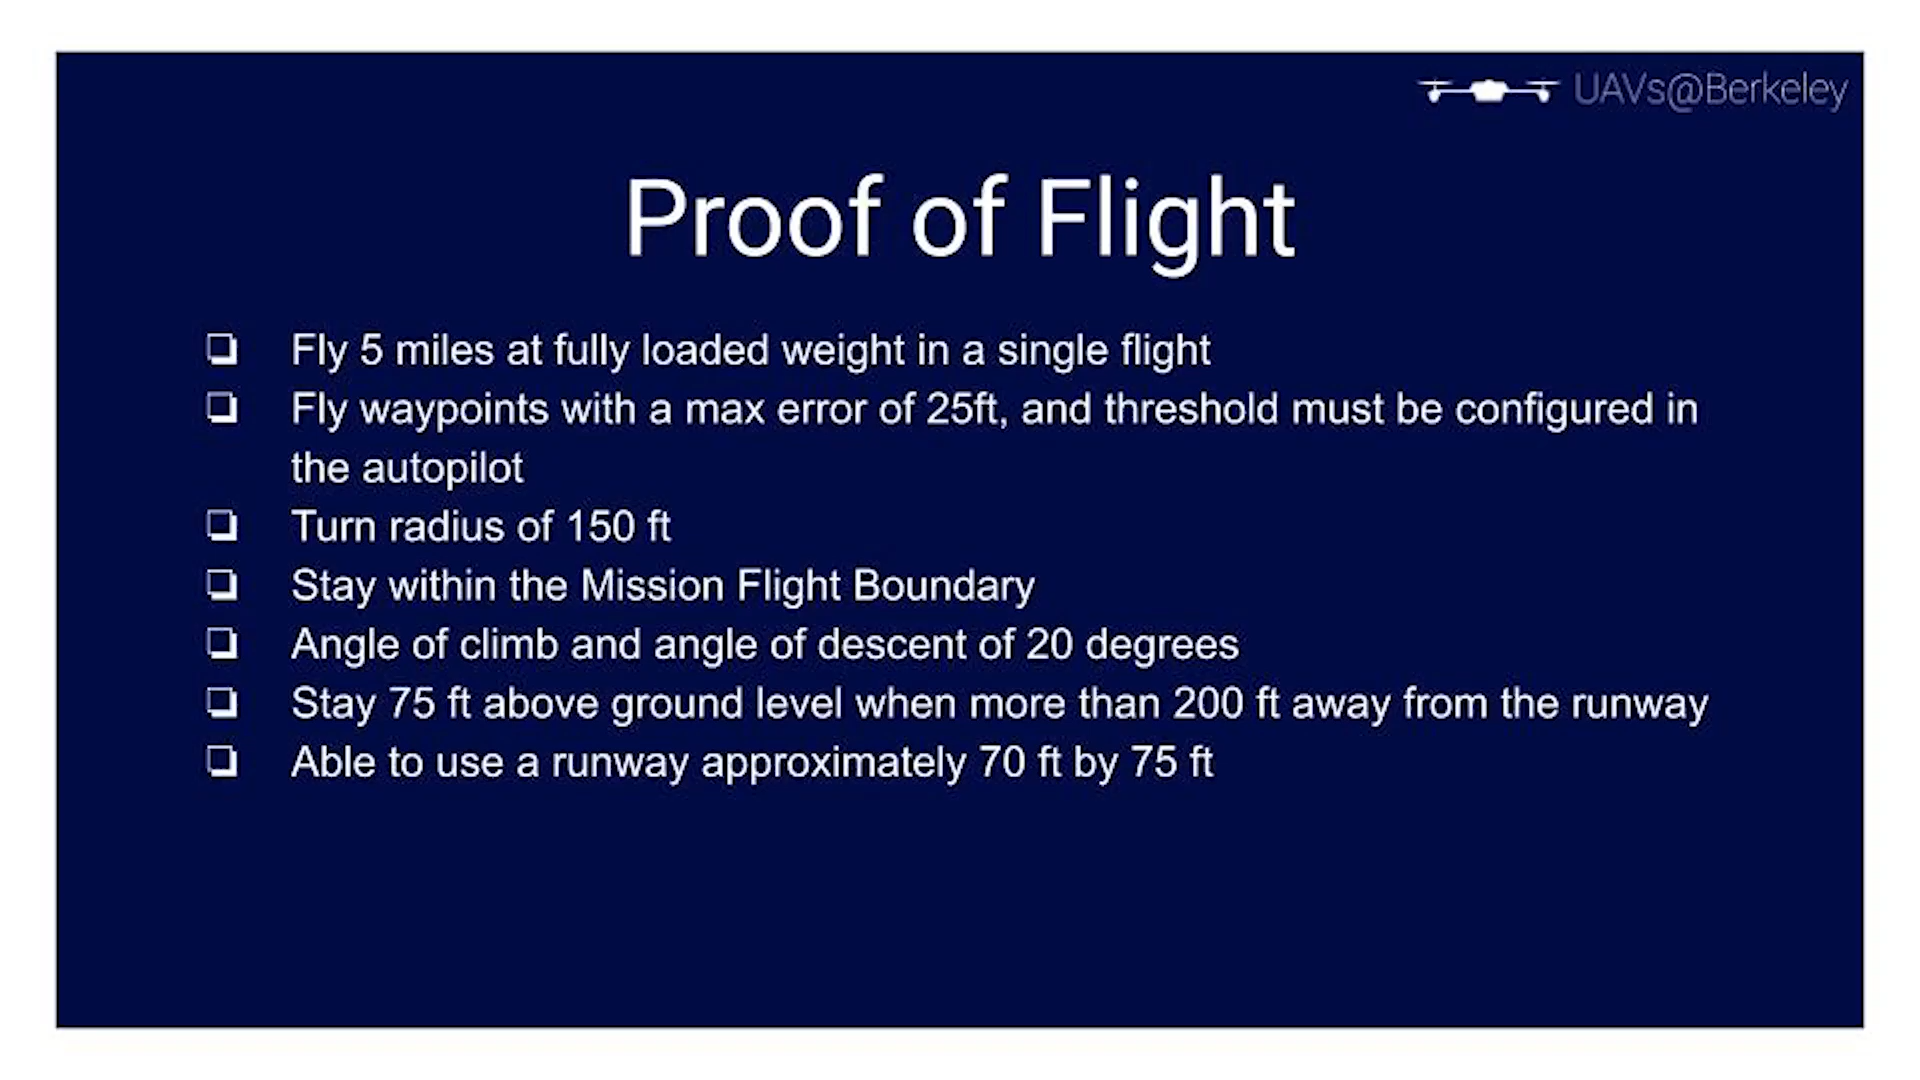 UAVs@Berkeley
Proof of Flight
❏ Fly 5 miles at fully loaded weight in a single flight
❏ Fly waypoints with a max error of 25ft, and threshold must be configured in
the autopilot
❏ Turn radius of 150 ft
❏ Stay within the Mission Flight Boundary
❏ Angle of climb and angle of descent of 20 degrees
❏ Stay 75 ft above ground level when more than 200 ft away from the runway
❏ Able to use a runway approximately 70 ft by 75 ft